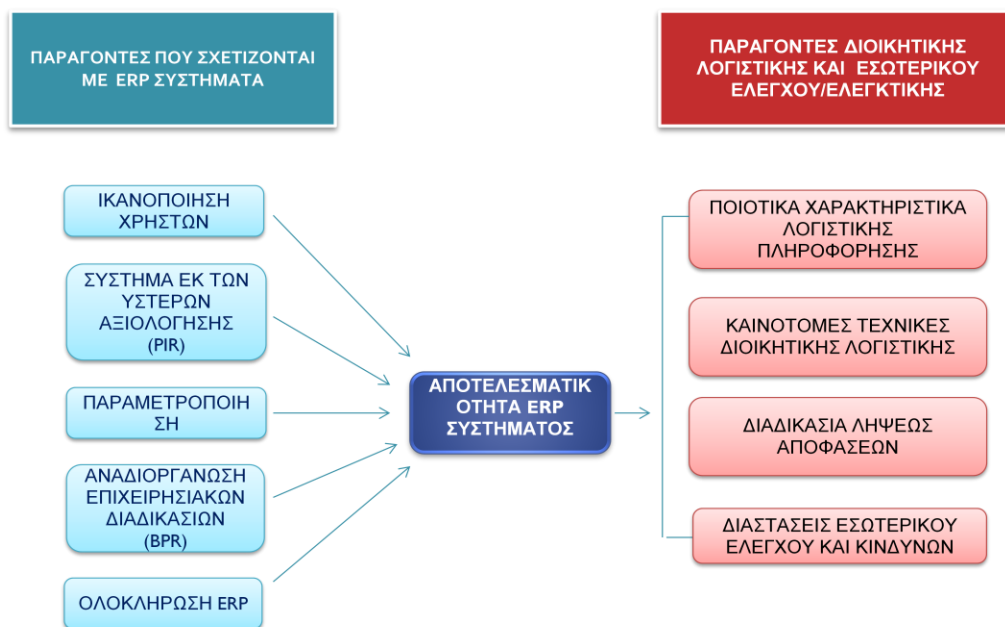 ΠΑΡΑΓΟΝΤΕΣ ΠΟΥ ΣΧΕΤΙΖΟΝΤΑΙ
ΜΕ ERP ΣΥΣΤΗΜΑΤΑ
ΠΑΡΑΓΟΝΤΕΣ ΔΙΟΙΚΗΤΙΚΗΣ
ΛΟΓΙΣΤΙΚΗΣ ΚΑΙ ΕΣΩΤΕΡΙΚΟΥ
ΕΛΕΓΧΟΥ/ΕΛΕΓΚΤΙΚΗΣ
ΙΚΑΝΟΠΟΙΗΣΗ
ΧΡΗΣΤΩΝ
ΣΥΣΤΗΜΑ ΕΚ ΤΩΝ
ΥΣΤΕΡΩΝ
ΑΞΙΟΛΟΓΗΣΗΣ
(PIR)
ΠΑΡΑΜΕΤΡΟΠΟΙΗ
ΣΗ
ΑΝΑΔΙΟΡΓΑΝΩΣΗ
ΕΠΙΧΕΙΡΗΣΙΑΚΩΝ
ΔΙΑΔΙΚΑΣΙΩΝ
(BPR)
ΟΛΟΚΛΗΡΩΣΗ ERP
ΑΠΟΤΕΛΕΣΜΑΤΙΚ
ΟΤΗΤΑ ERP
ΣΥΣΤΗΜΑΤΟΣ
ΠΟΙΟΤΙΚΑ ΧΑΡΑΚΤΗΡΙΣΤΙΚΑ
ΛΟΓΙΣΤΙΚΗΣ
ΠΛΗΡΟΦΟΡΗΣΗΣ
ΚΑΙΝΟΤΟΜΕΣ ΤΕΧΝΙΚΕΣ
ΔΙΟΙΚΗΤΙΚΗΣ ΛΟΓΙΣΤΙΚΗΣ
ΔΙΑΔΙΚΑΣΙΑ ΛΗΨΕΩΣ
ΑΠΟΦΑΣΕΩΝ
ΔΙΑΣΤΑΣΕΙΣ ΕΣΩΤΕΡΙΚΟΥ
ΕΛΕΓΧΟΥ ΚΑΙ ΚΙΝΔΥΝΩΝ